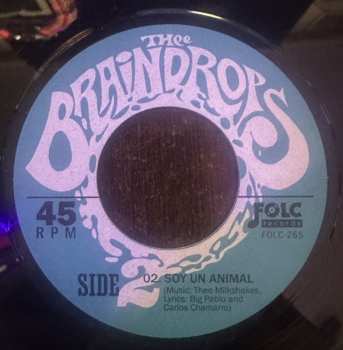 Thee
BRAINDROPS
45
RPM
FOLC
records
FOLC-265
SIDE 2
02. SOY UN ANIMAL
(Music: Thee Milkshakes,
Lyrics: Big Pablo and
Carlos Chamarro)